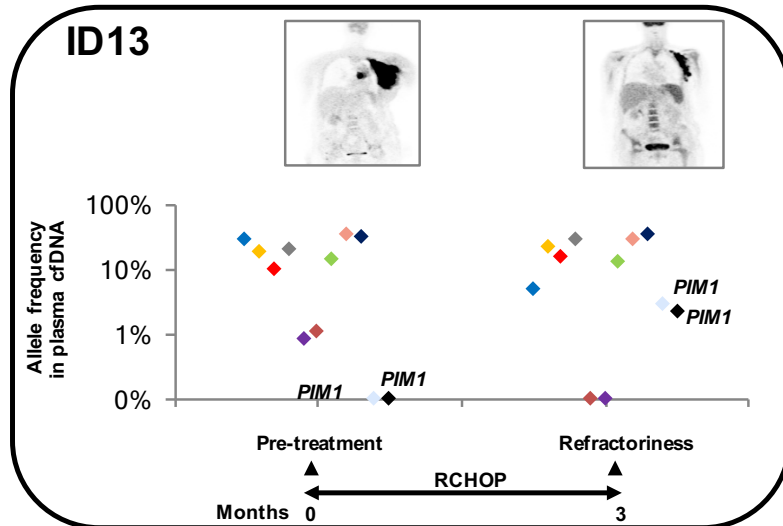 ID13
Allele frequency
in plasma cfDNA
100%
10%
1%
0%
PIM1
PIM1
PIM1
PIM1
Pre-treatment
Refractoriness
RCHOP
Months 0 3